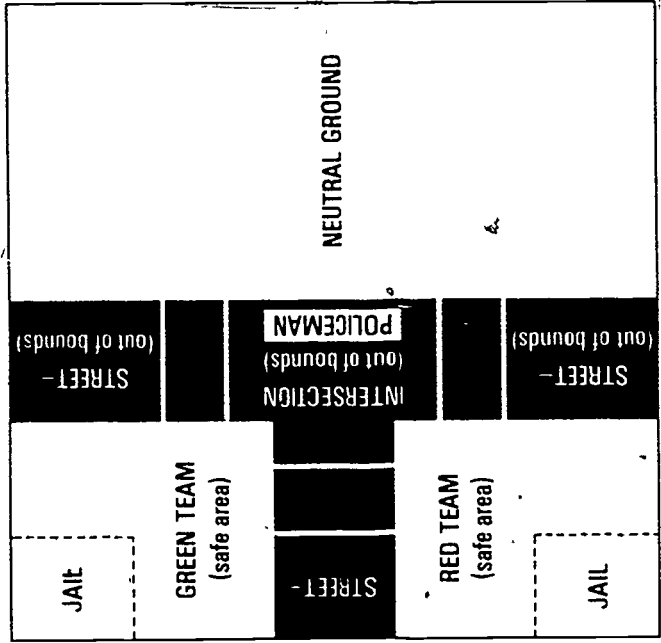 NEUTRAL GROUND
STREET-
(out of bounds)
INTERSECTION
(out of bounds)
POLICEMAN
STREET-
(out of bounds)
JAIL
GREEN TEAM
(safe area)
STREET-
RED TEAM
(safe area)
JAIL